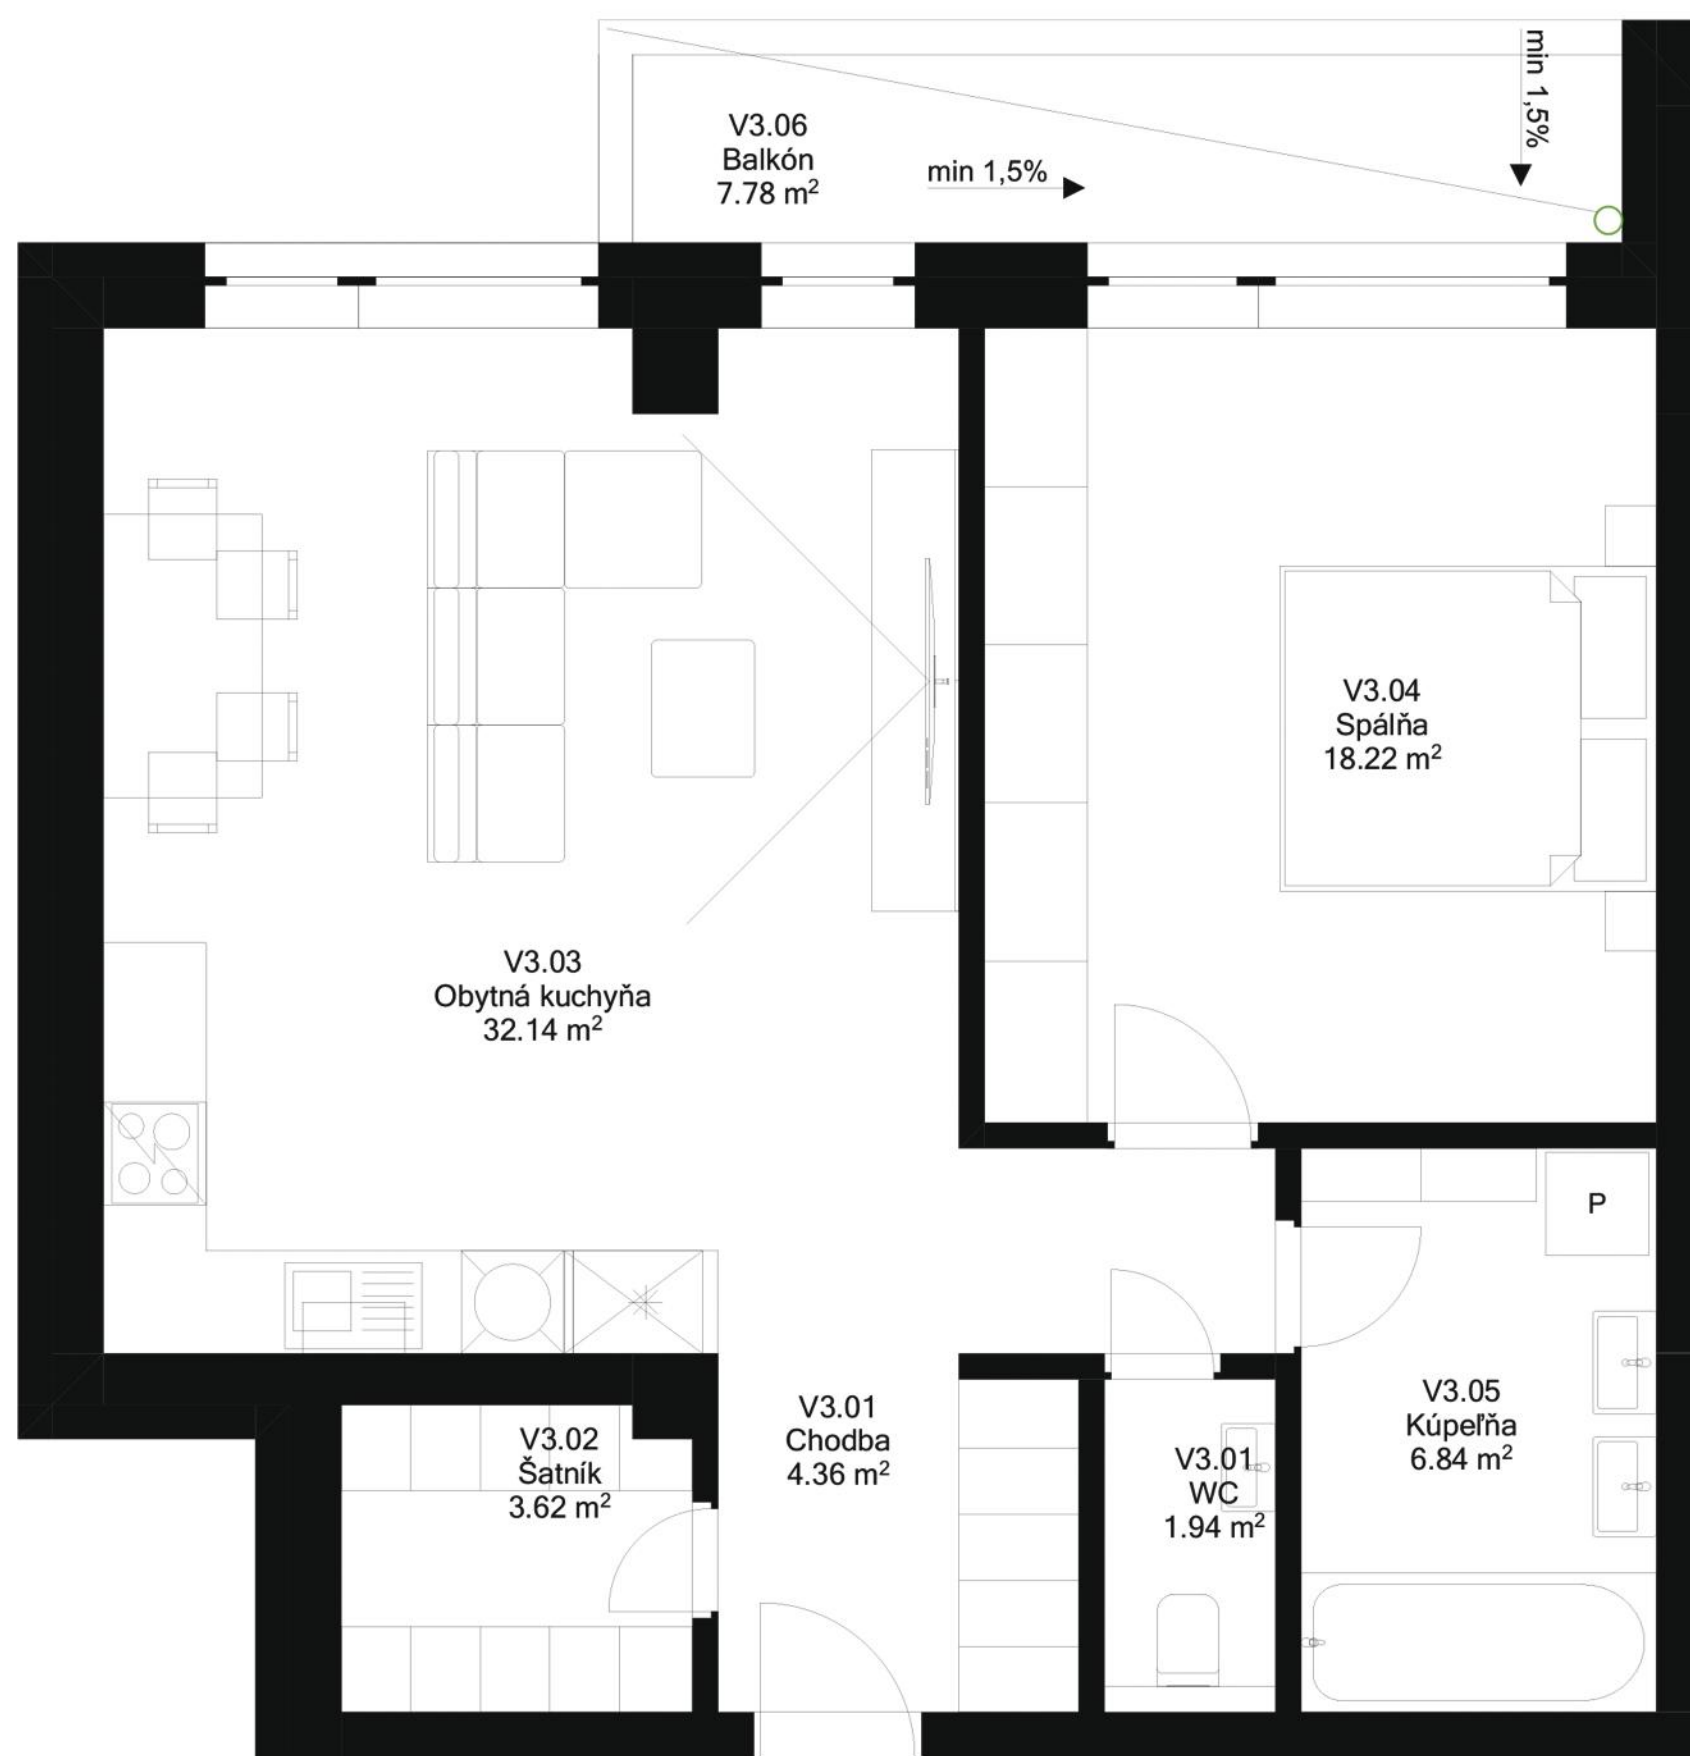 min 1,5%
V3.06
Balkón
7.78 m²
min 1,5%
V3.04
Spálňa
18.22 m²
V3.03
Obytná kuchyňa
32.14 m²
P
V3.05
Kúpeľňa
6.84 m²
V3.01
Chodba
4.36 m²
V3.02
Šatník
3.62 m²
V3.01
WC
1.94 m²